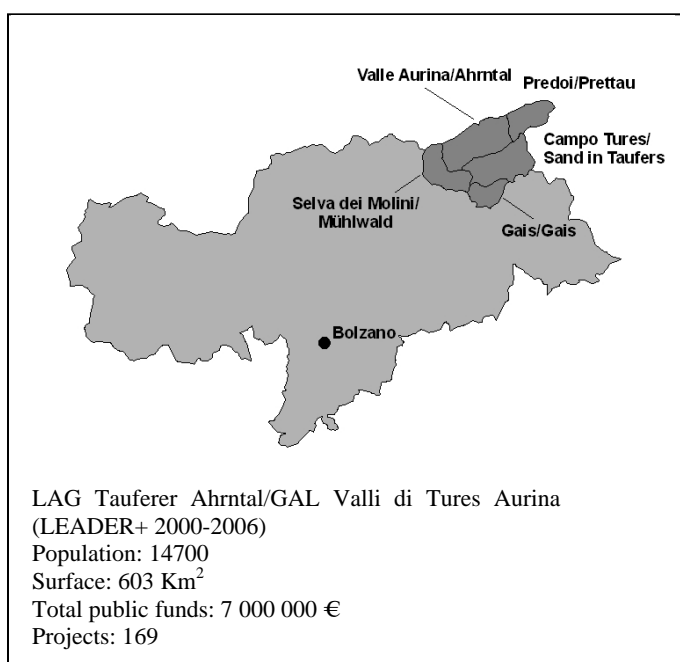 Valle Aurina/Ahrntal
Predoi/Prettau
Campo Tures/
Sand in Taufers
Selva dei Molini/
Mühlwald
Gais/Gais
Bolzano
LAG Tauferer Ahrntal/GAL Valli di Tures Aurina
(LEADER+ 2000-2006)
Population: 14700
Surface: 603 Km²
Total public funds: 7 000 000 €
Projects: 169